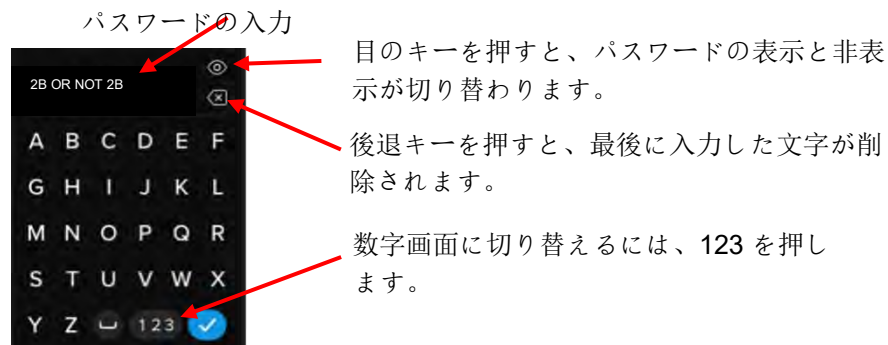 パスワードの入力
2B OR NOT 2B
目のキーを押すと、パスワードの表示と非表
示が切り替わります。
後退キーを押すと、最後に入力した文字が削
除されます。
A B C D E F
G H I J K L
M N O P Q R
S T U V W X
Y Z 123
数字画面に切り替えるには、123 を押し
ます。